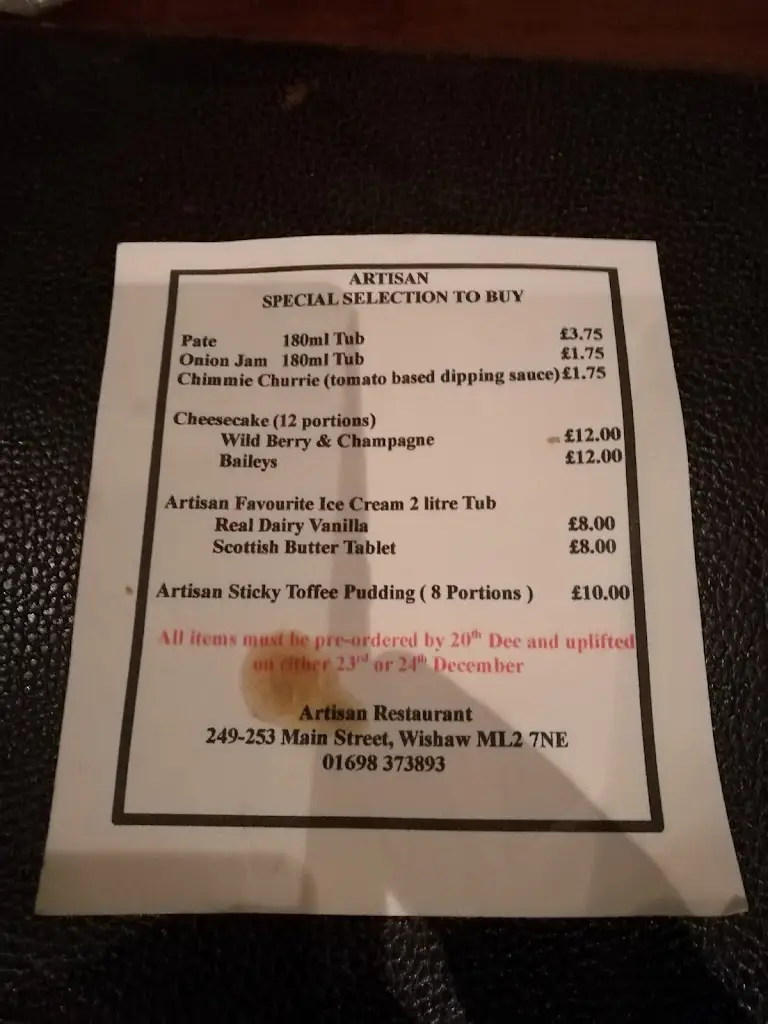 ARTISAN
SPECIAL SELECTION TO BUY
Pate 180ml Tub £3.75
Onion Jam 180ml Tub £1.75
Chimmie Churrie (tomato based dipping sauce) £1.75
Cheesecake (12 portions)
Wild Berry & Champagne £12.00
Baileys £12.00
Artisan Favourite Ice Cream 2 litre Tub
Real Dairy Vanilla £8.00
Scottish Butter Tablet £8.00
Artisan Sticky Toffee Pudding ( 8 Portions ) £10.00
All items must be pre-ordered by 20th Dec and uplifted
on either 23rd or 24th December
Artisan Restaurant
249-253 Main Street, Wishaw ML2 7NE
01698 373893